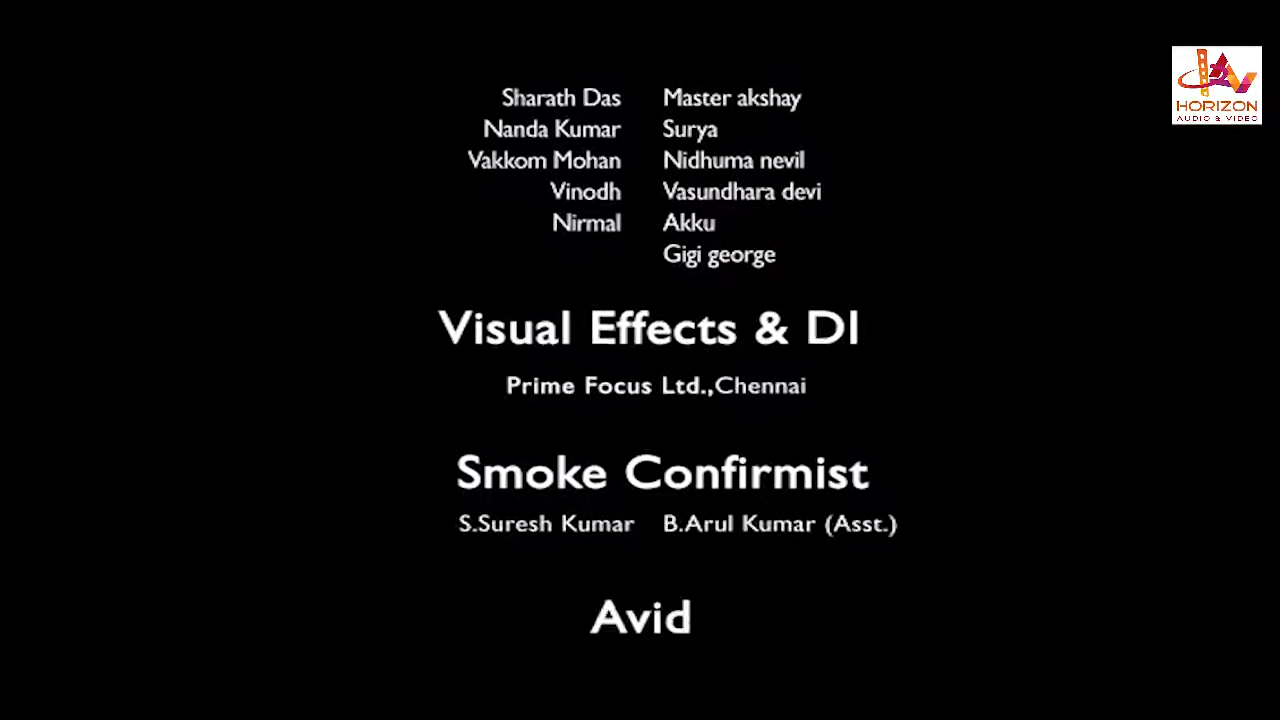 Sharath Das Master akshay
Nanda Kumar Surya
Vakkom Mohan Nidhuma nevil
Vinodh Vasundhara devi
Nirmal Akku
Gigi george
Visual Effects & DI
Prime Focus Ltd.,Chennai
Smoke Confirmist
S.Suresh Kumar B.Arul Kumar (Asst.)
Avid
HORIZON
AUDIO & VIDEO